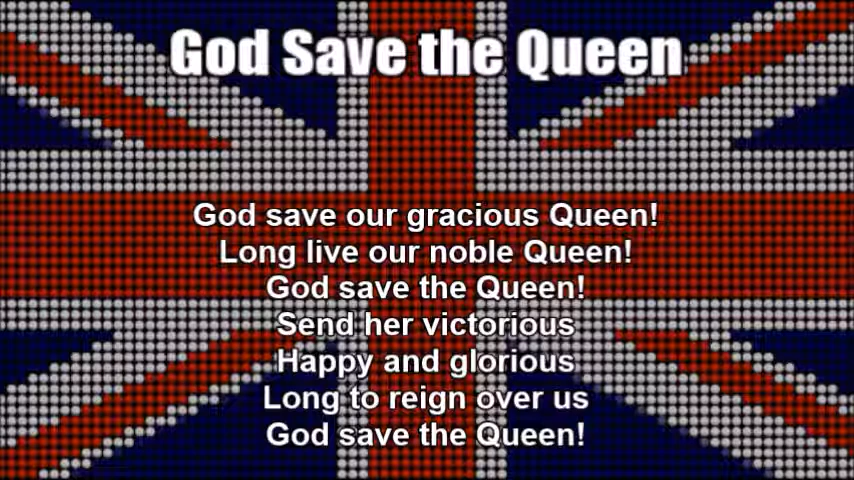 God Save the Queen
God save our gracious Queen!
Long live our noble Queen!
God save the Queen!
Send her victorious
Happy and glorious
Long to reign over us
God save the Queen!